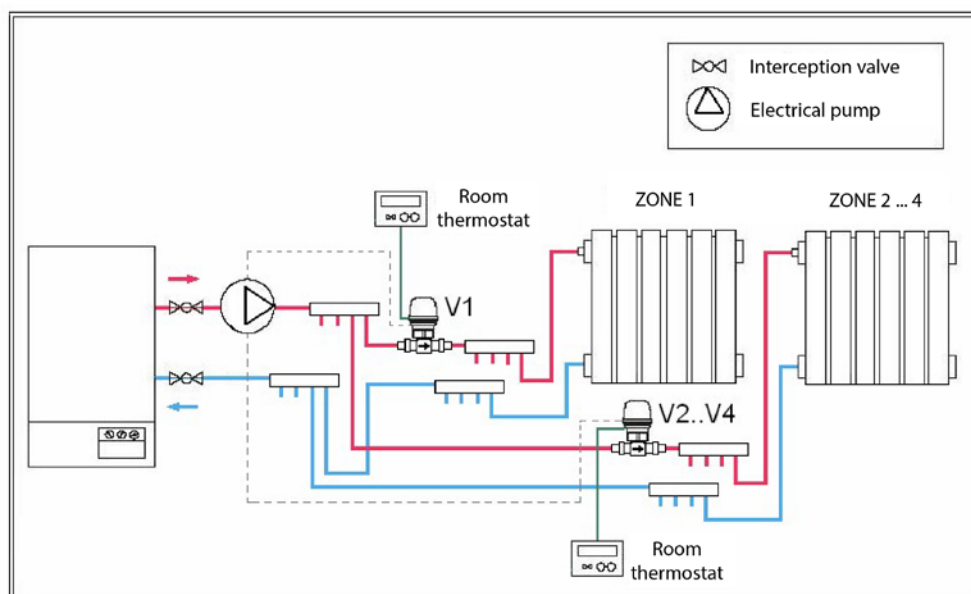 Interception valve
Electrical pump
Room
thermostat
ZONE 1
ZONE 2 ... 4
V1
V2..V4
Room
thermostat